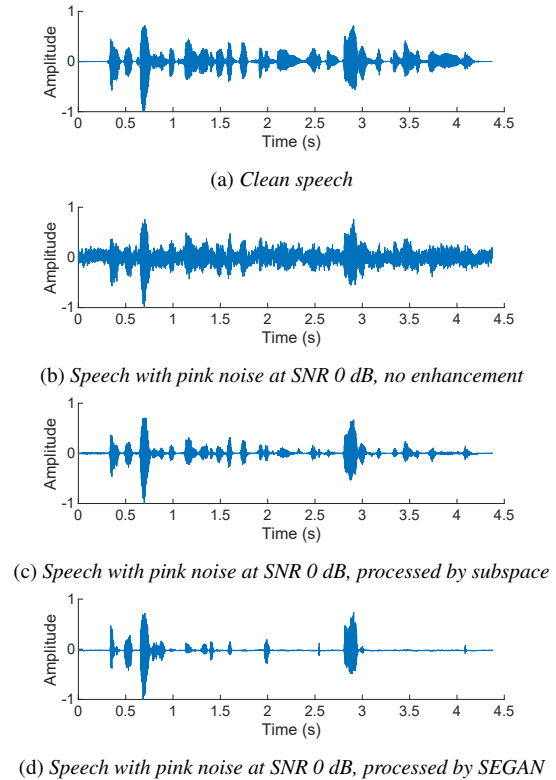 1
0
-1
Amplitude
0 0.5 1 1.5 2 2.5 3 3.5 4 4.5
Time (s)
(a) Clean speech
1
0
-1
Amplitude
0 0.5 1 1.5 2 2.5 3 3.5 4 4.5
Time (s)
(b) Speech with pink noise at SNR 0 dB, no enhancement
1
0
-1
Amplitude
0 0.5 1 1.5 2 2.5 3 3.5 4 4.5
Time (s)
(c) Speech with pink noise at SNR 0 dB, processed by subspace
1
0
-1
Amplitude
0 0.5 1 1.5 2 2.5 3 3.5 4 4.5
Time (s)
(d) Speech with pink noise at SNR 0 dB, processed by SEGAN